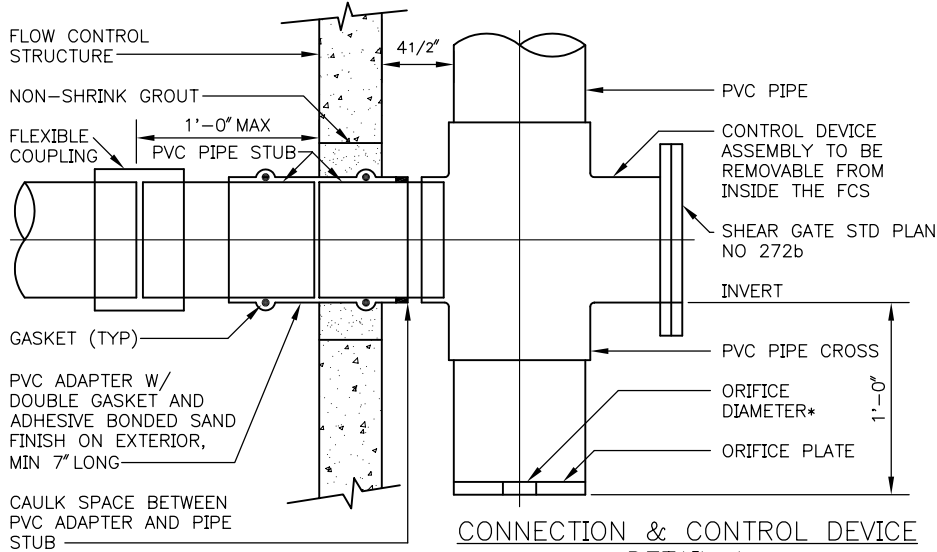 FLOW CONTROL
STRUCTURE
NON-SHRINK GROUT
FLEXIBLE
COUPLING
1'-0" MAX
PVC PIPE STUB
4 1/2"
PVC PIPE
CONTROL DEVICE
ASSEMBLY TO BE
REMOVABLE FROM
INSIDE THE FCS
SHEAR GATE STD PLAN
NO 272b
INVERT
GASKET (TYP)
PVC ADAPTER W/
DOUBLE GASKET AND
ADHESIVE BONDED SAND
FINISH ON EXTERIOR,
MIN 7" LONG
CAULK SPACE BETWEEN
PVC ADAPTER AND PIPE
STUB
PVC PIPE CROSS
ORIFICE
DIAMETER*
ORIFICE PLATE
1'-0"
CONNECTION & CONTROL DEVICE